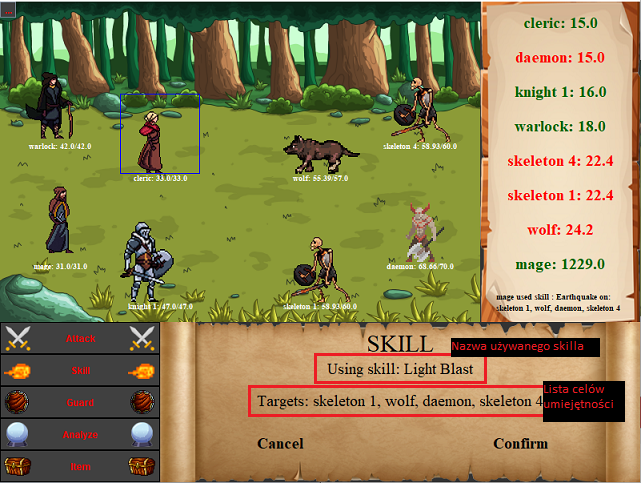 warlock: 42.0/42.0
cleric: 33.0/33.0
wolf: 55.39/57.0
skeleton 4: 58.93/60.0
mage: 31.0/31.0
knight 1: 47.0/47.0
skeleton 1: 58.93/60.0
daemon: 68.66/70.0
cleric: 15.0
daemon: 15.0
knight 1: 16.0
warlock: 18.0
skeleton 4: 22.4
skeleton 1: 22.4
wolf: 24.2
mage: 1229.0
mage used skill : Earthquake on:
skeleton 1, wolf, daemon, skeleton 4
Attack
Skill
Guard
Analyze
Item
SKILL
Nazwa używanego skilla
Using skill: Light Blast
Targets: skeleton 1, wolf, daemon, skeleton 4
Lista celów
umiejętności
Cancel
Confirm